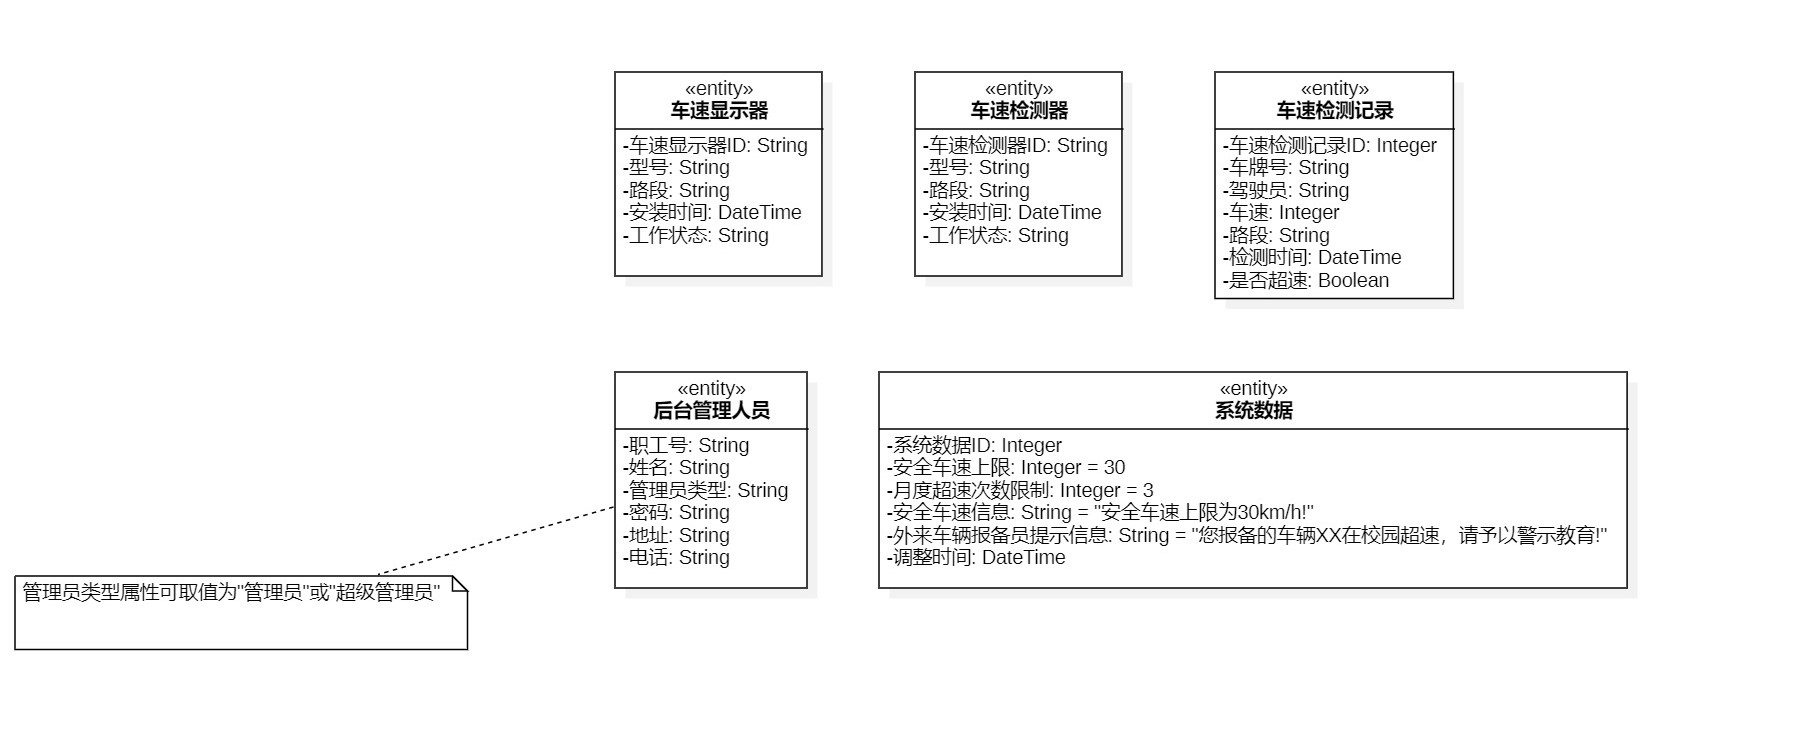 «entity»
车速显示器
-车速显示器ID: String
-型号: String
-路段: String
-安装时间: DateTime
-工作状态: String
«entity»
车速检测器
-车速检测器ID: String
-型号: String
-路段: String
-安装时间: DateTime
-工作状态: String
«entity»
车速检测记录
-车速检测记录ID: Integer
-车牌号: String
-驾驶员: String
-车速: Integer
-路段: String
-检测时间: DateTime
-是否超速: Boolean
«entity»
后台管理人员
-职工号: String
-姓名: String
-管理员类型: String
-密码: String
-地址: String
-电话: String
«entity»
系统数据
-系统数据ID: Integer
-安全车速上限: Integer = 30
-月度超速次数限制: Integer = 3
-安全车速信息: String = "安全车速上限为30km/h!"
-外来车辆报备员提示信息: String = "您报备的车辆XX在校园超速，请予以警示教育!"
-调整时间: DateTime
管理员类型属性可取值为"管理员"或"超级管理员"